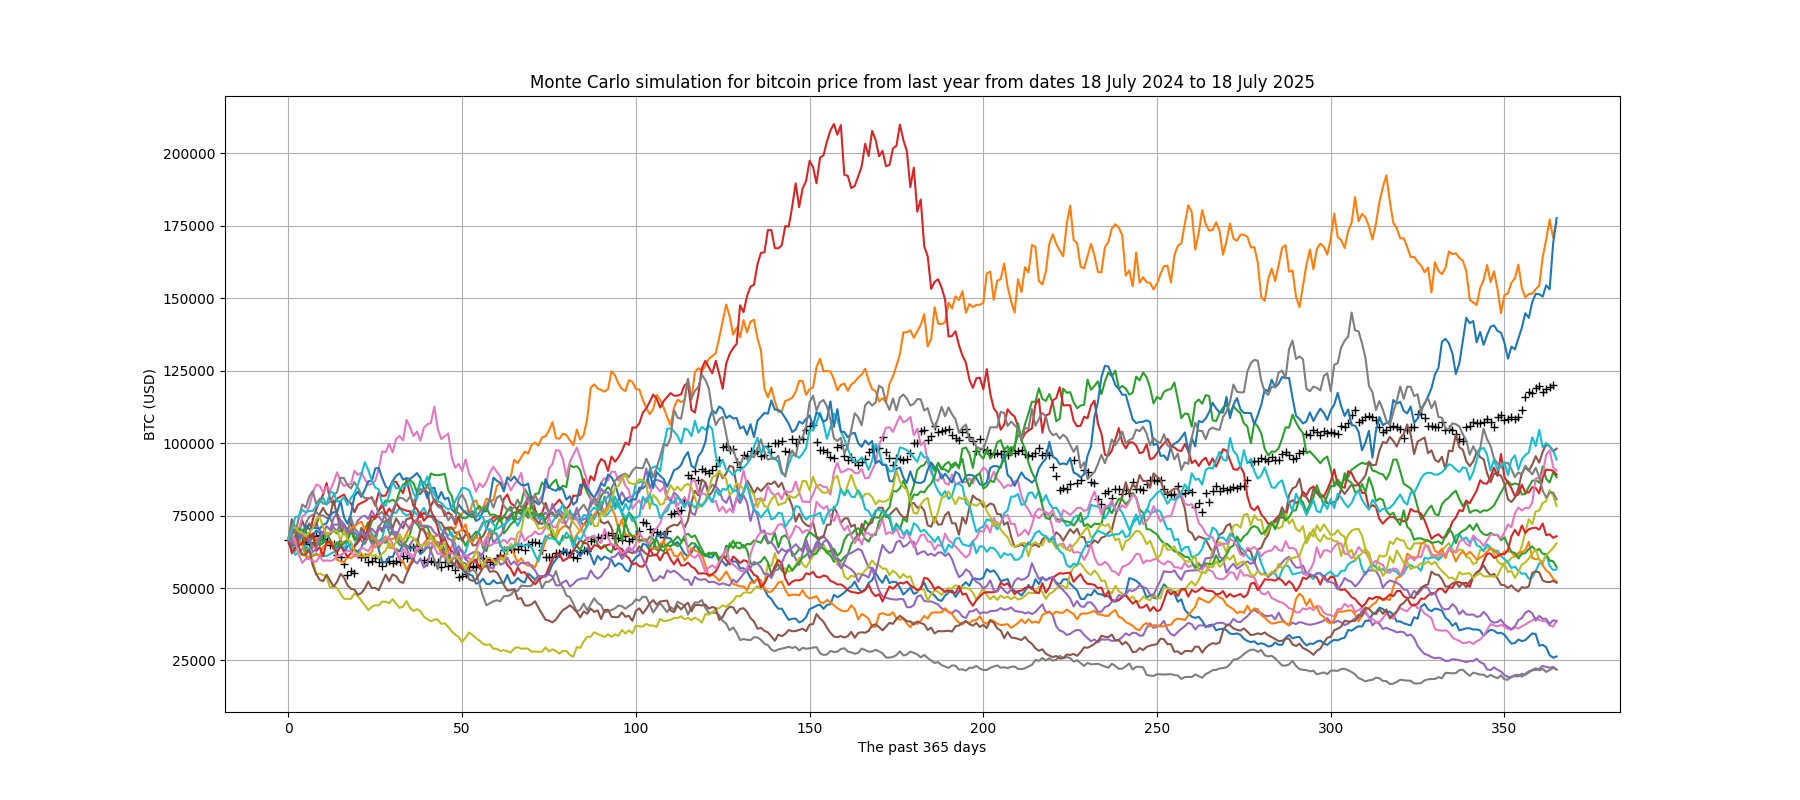 Monte Carlo simulation for bitcoin price from last year from dates 18 July 2024 to 18 July 2025
BTC (USD)
200000
175000
150000
125000
100000
75000
50000
25000
0 50 100 150 200 250 300 350
The past 365 days